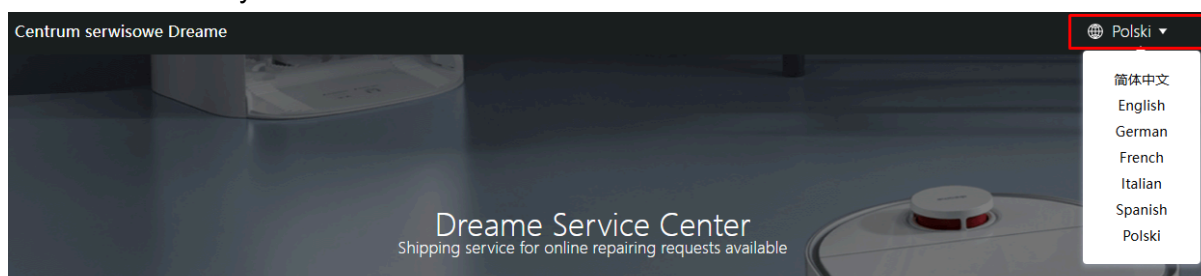 Centrum serwisowe Dreame
Polski
简体中文
English
German
French
Italian
Spanish
Polski
Dreame Service Center
Shipping service for online repairing requests available